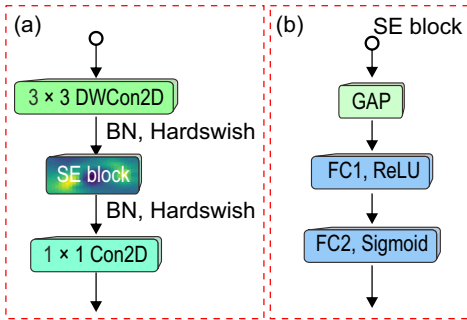 (a)
3 × 3 DWCon2D
BN, Hardswish
SE block
BN, Hardswish
1 × 1 Con2D
(b)
SE block
GAP
FC1, ReLU
FC2, Sigmoid